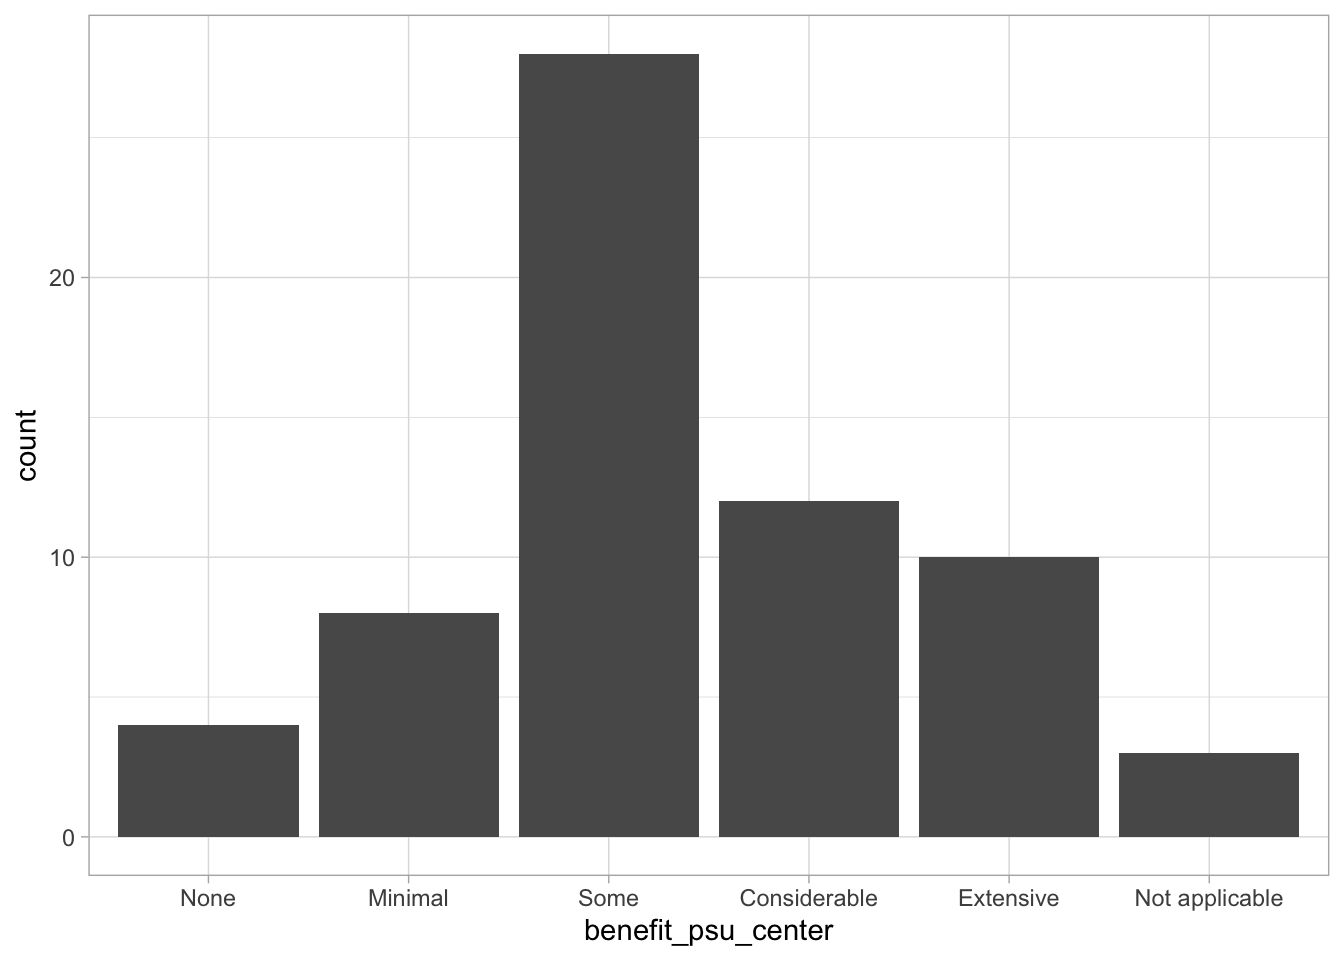 count
20
10
0
None Minimal Some Considerable Extensive Not applicable
benefit_psu_center